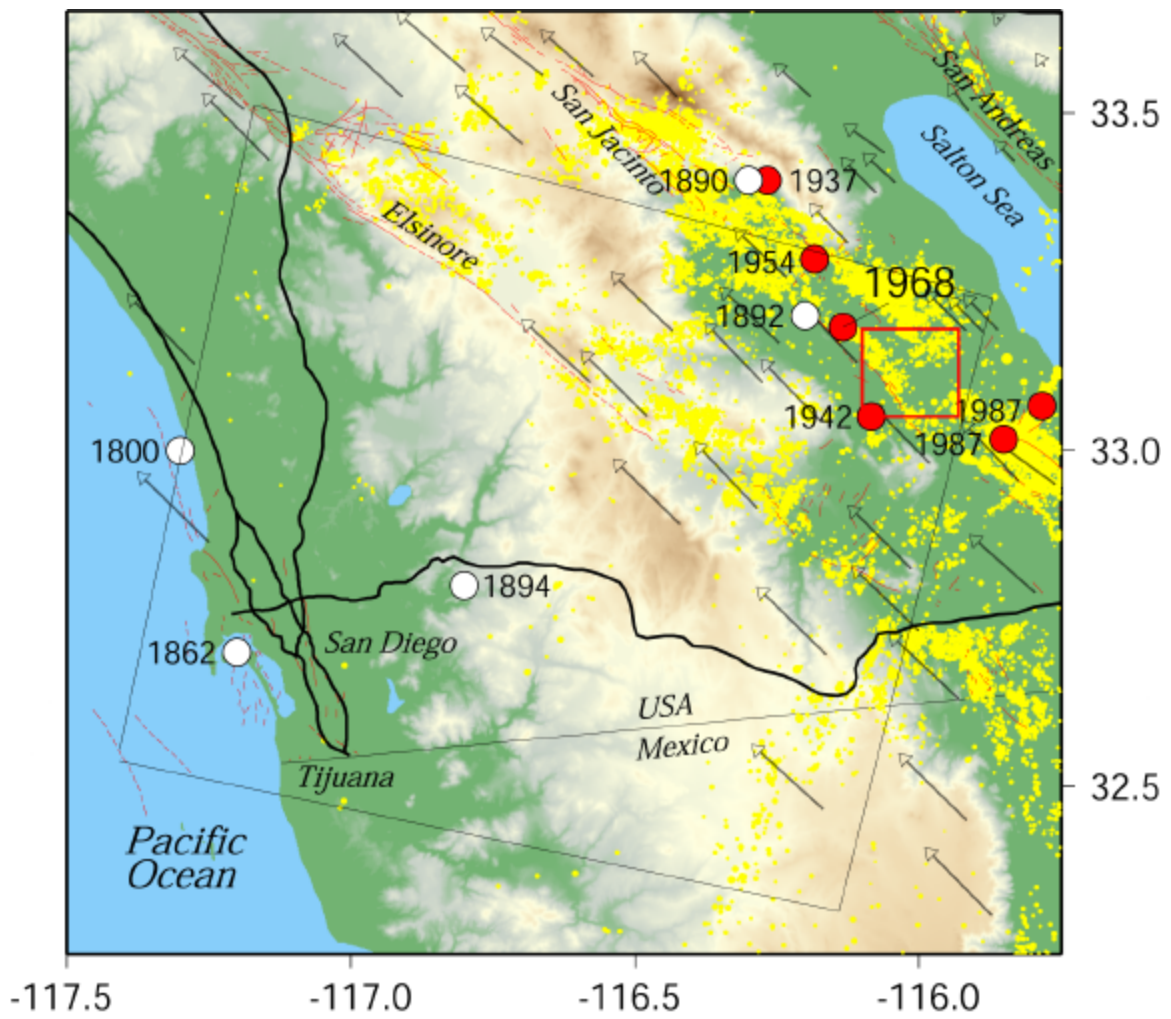 San Andreas
33.5
San Jacinto
Salton Sea
1890
1937
Elsinore
1954
1968
1892
1942
1987
1987
1800
33.0
1894
San Diego
1862
USA
Mexico
Tijuana
32.5
Pacific
Ocean
-117.5
-117.0
-116.5
-116.0